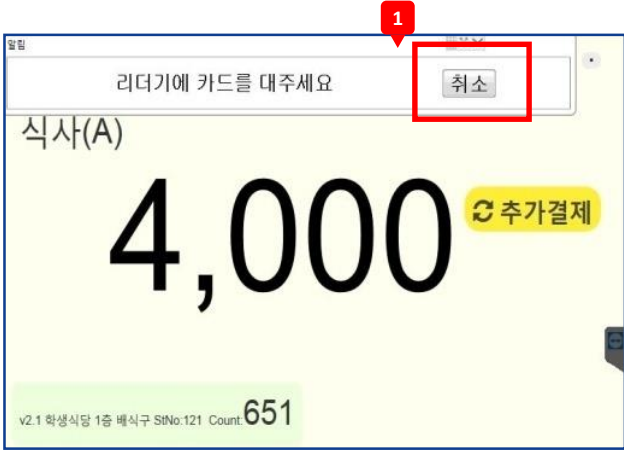 1
알림
리더기에 카드를 대주세요
취소
식사(A)
4,000
추가결제
v2.1 학생식당 1층 배식구 StNo:121 Count:651